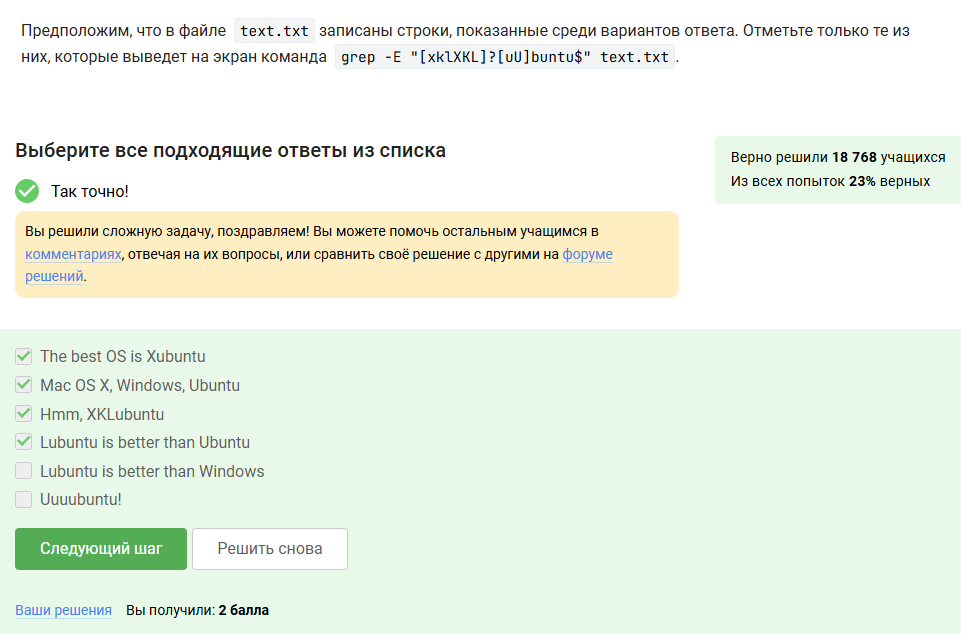 Предположим, что в файле text.txt записаны строки, показанные среди вариантов ответа. Отметьте только те из
них, которые выведет на экран команда grep -E "[xklXKL]?[uU]buntu$" text.txt.
Выберите все подходящие ответы из списка
Верно решили 18 768 учащихся
Из всех попыток 23% верных
Так точно!
Вы решили сложную задачу, поздравляем! Вы можете помочь остальным учащимся в
комментариях, отвечая на их вопросы, или сравнить своё решение с другими на форуме
решений.
The best OS is Xubuntu
Mac OS X, Windows, Ubuntu
Hmm, XKLubuntu
Lubuntu is better than Ubuntu
Lubuntu is better than Windows
Uuuubuntu!
Следующий шаг
Решить снова
Ваши решения Вы получили: 2 балла